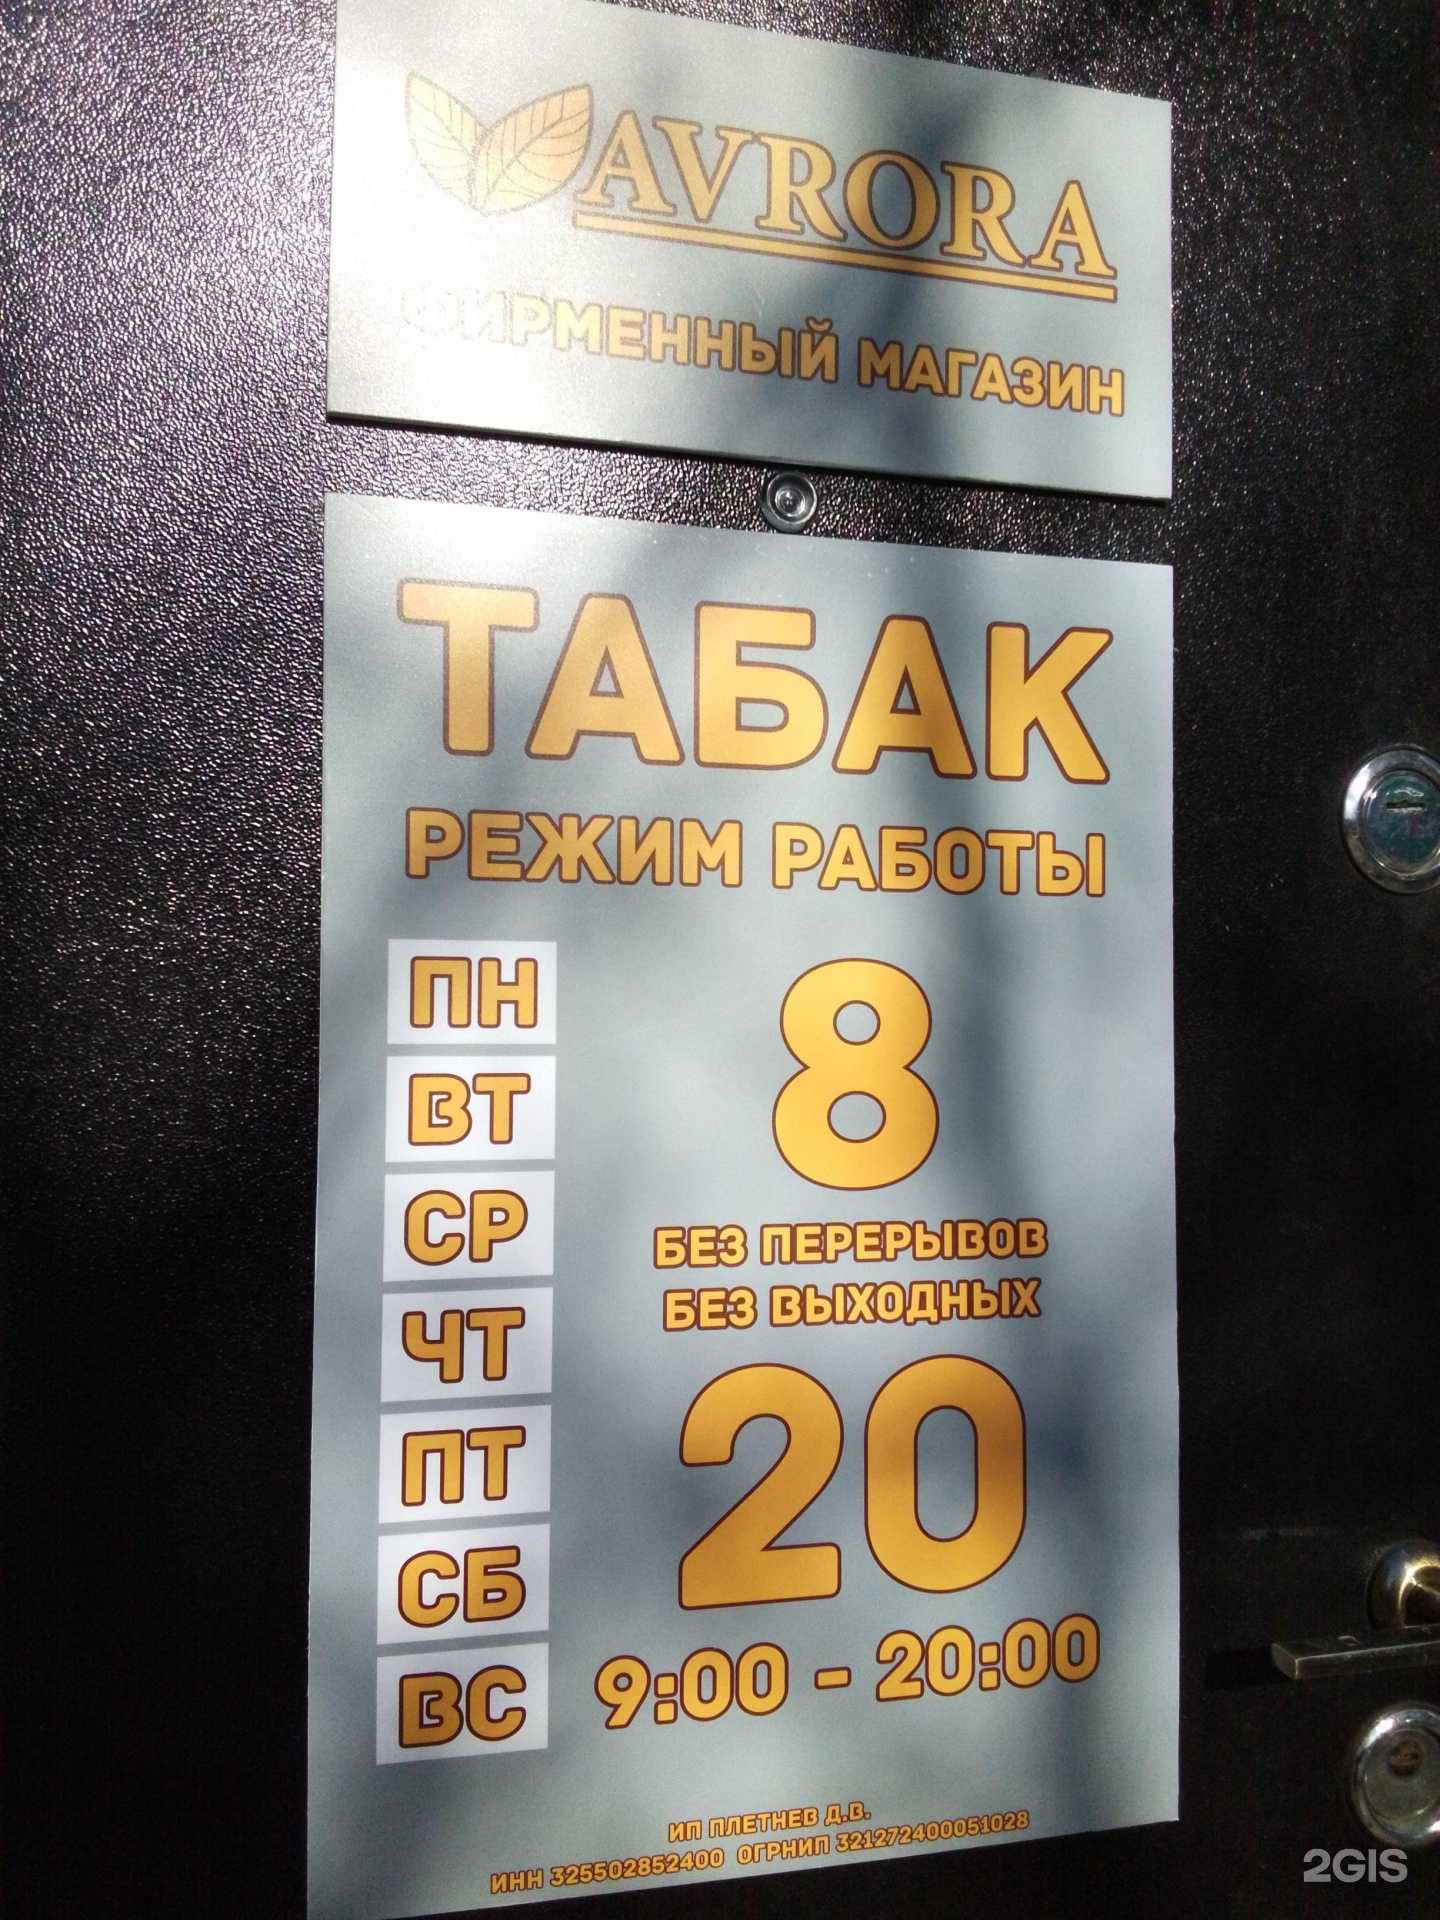 AVRORA
ФИРМЕННЫЙ МАГАЗИН
ТАБАК
РЕЖИМ РАБОТЫ
ПН
ВТ
СР
ЧТ
ПТ
СБ
8
БЕЗ ПЕРЕРЫВОВ
БЕЗ ВЫХОДНЫХ
20
ВС 9:00 - 20:00
ИП ПЛЕТНЕВ Д.В.
ИНН 325502852400 ОГРНИП 321272400051028
2GIS